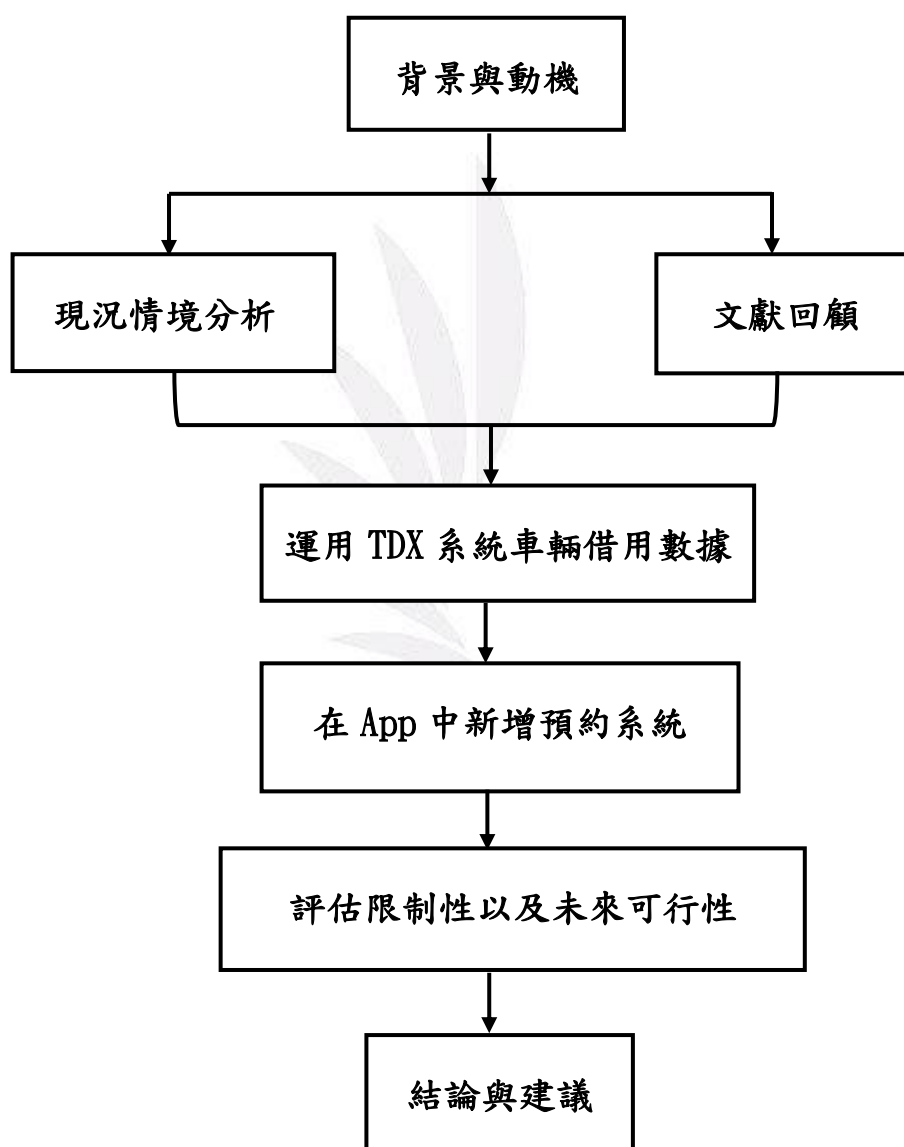 背景與動機
現況情境分析
文獻回顧
運用 TDX 系統車輛借用數據
在 App 中新增預約系統
評估限制性以及未來可行性
結論與建議